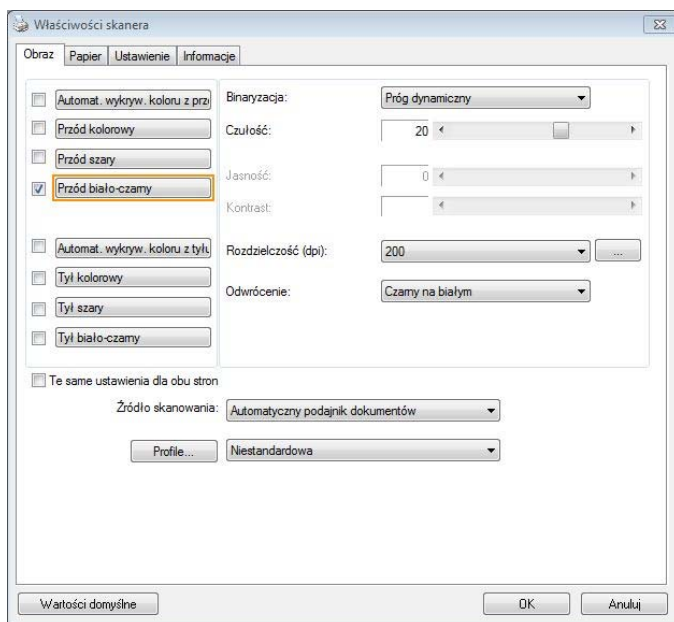 Właściwości skanera
Obraz Papier Ustawienie Informacje
Automat. wykryw. koloru z prz
Przód kolorowy
Przód szary
Przód biało-czarny
Automat. wykryw. koloru z tyłu
Tył kolorowy
Tył szary
Tył biało-czarny
Binaryzacja: Próg dynamiczny
Czułość: 20
Jasność: 0
Kontrast:
Rozdzielczość (dpi): 200 ...
Odwrócenie: Czarny na białym
Te same ustawienia dla obu stron
Źródło skanowania: Automatyczny podajnik dokumentów
Profile... Niestandardowa
Wartości domyślne OK Anuluj